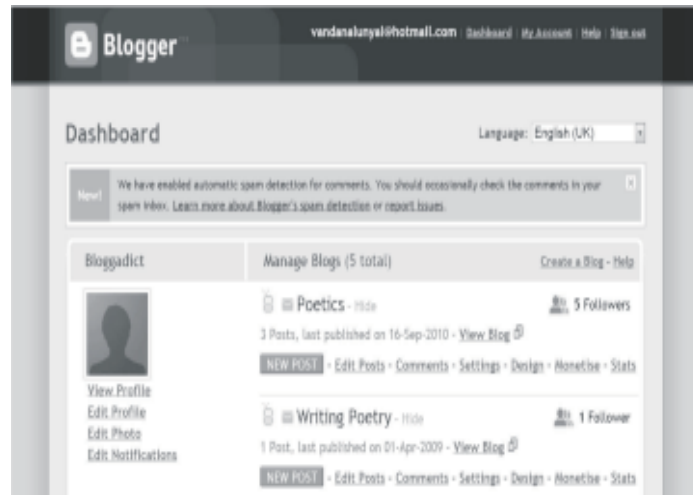 Blogger
vandanalunyal@hotmail.com | Dashboard | My Account | Help | Sign out
Dashboard
Language: English (UK)
New!
We have enabled automatic spam detection for comments. You should occasionally check the comments in your
spam inbox. Learn more about Blogger's spam detection or report issues.
Bloggadict
View Profile
Edit Profile
Edit Photo
Edit Notifications
Manage Blogs (5 total)
Create a Blog - Help
Poetics - Hide
5 Followers
3 Posts, last published on 16-Sep-2010 - View Blog
NEW POST - Edit Posts - Comments - Settings - Design - Monetise - Stats
Writing Poetry - Hide
1 Follower
1 Post, last published on 01-Apr-2009 - View Blog
NEW POST - Edit Posts - Comments - Settings - Design - Monetise - Stats